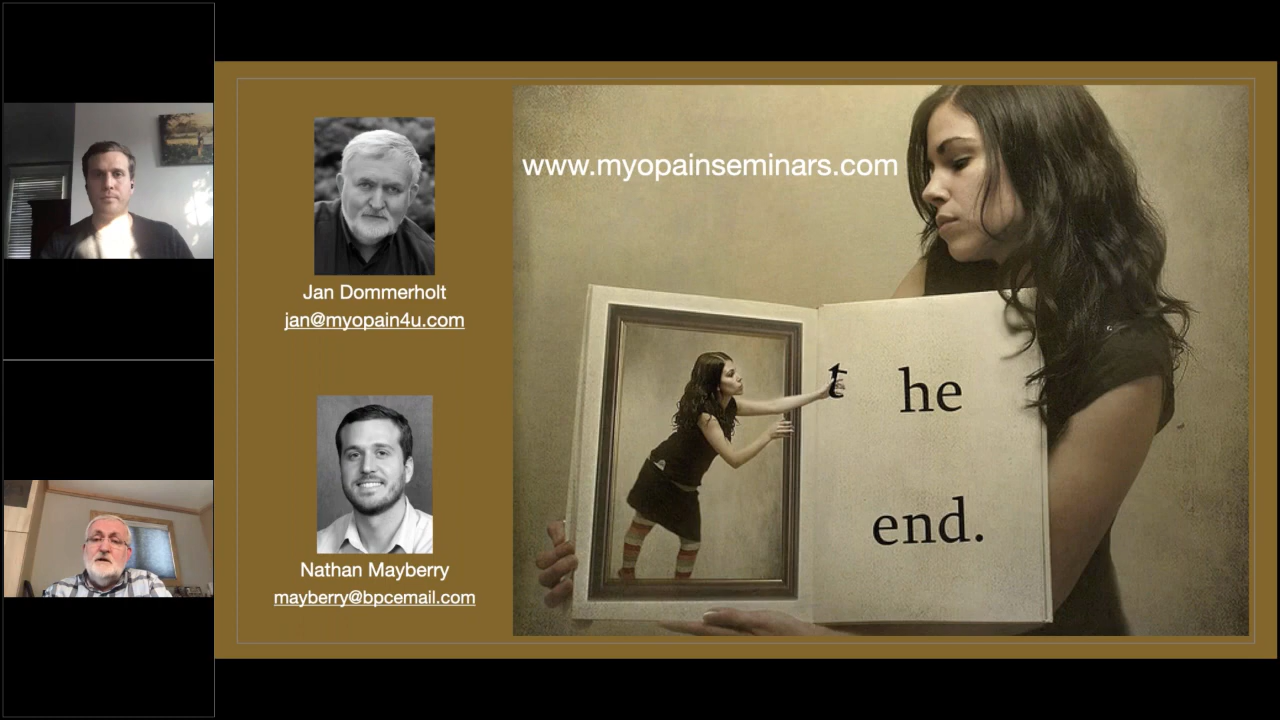 Jan Dommerholt
jan@myopain4u.com
Nathan Mayberry
mayberry@bpcemail.com
www.myopainseminars.com
t he
end.